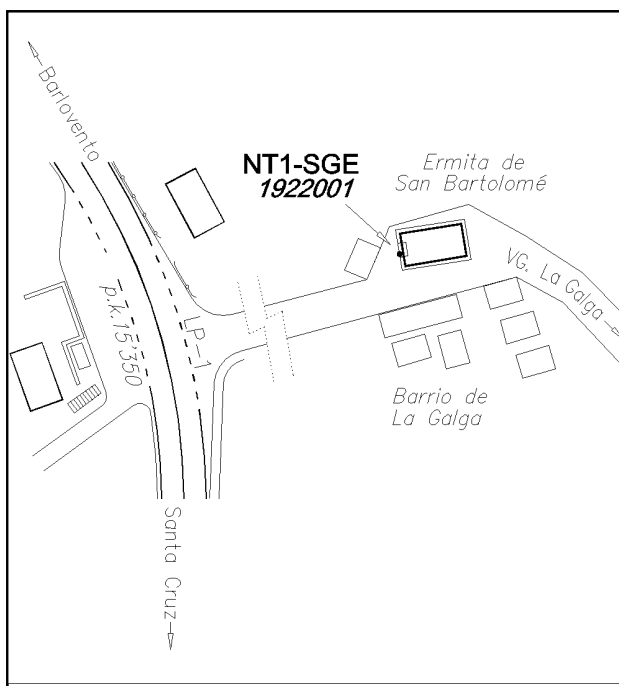 Barlovento
NT1-SGE
1922001
Ermita de
San Bartolomé
VG. La Galga
p.k.15'350
LP-1
Barrio de
La Galga
Santa Cruz